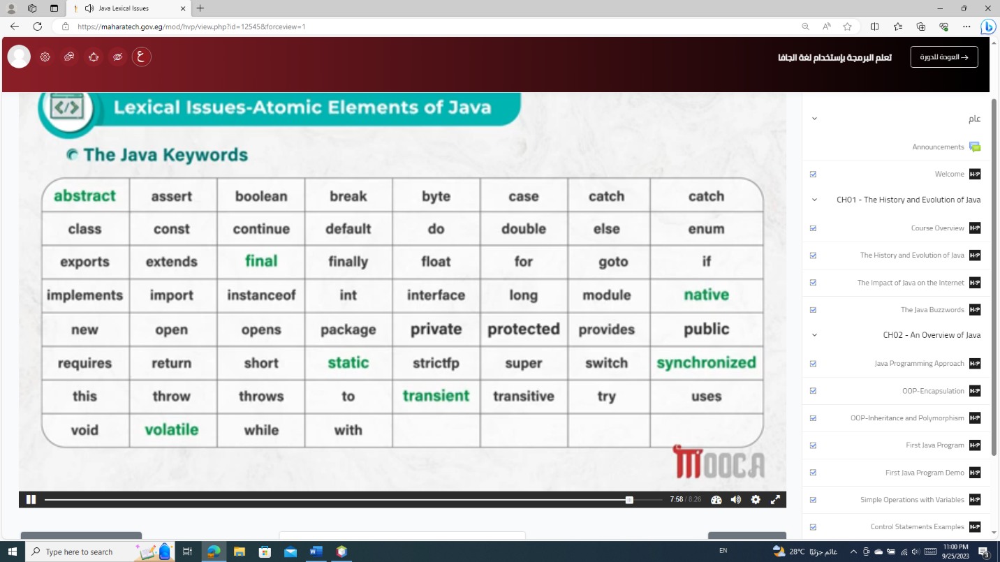 Java Lexical Issues
https://maharatech.gov.eg/mod/hvp/view.php?id=12545&forceview=1
ع
تعلم البرمجة بإستخدام لغة الجافا
العودة للدورة
Lexical Issues-Atomic Elements of Java
The Java Keywords
abstract assert boolean break byte case catch catch
class const continue default do double else enum
exports extends final finally float for goto if
implements import instanceof int interface long module native
new open opens package private protected provides public
requires return short static strictfp super switch synchronized
this throw throws to transient transitive try uses
void volatile while with
MOOCA
7:58 / 8:26
عام
Announcements
Welcome H-P
CH01 - The History and Evolution of Java
Course Overview H-P
The History and Evolution of Java H-P
The Impact of Java on the Internet H-P
The Java Buzzwords H-P
CH02 - An Overview of Java
Java Programming Approach H-P
OOP-Encapsulation H-P
OOP-Inheritance and Polymorphism H-P
First Java Program H-P
First Java Program Demo H-P
Simple Operations with Variables H-P
Control Statements Examples H-P
Type here to search
EN
28°C عائم جزئيًا
11:00 PM
9/25/2023
3